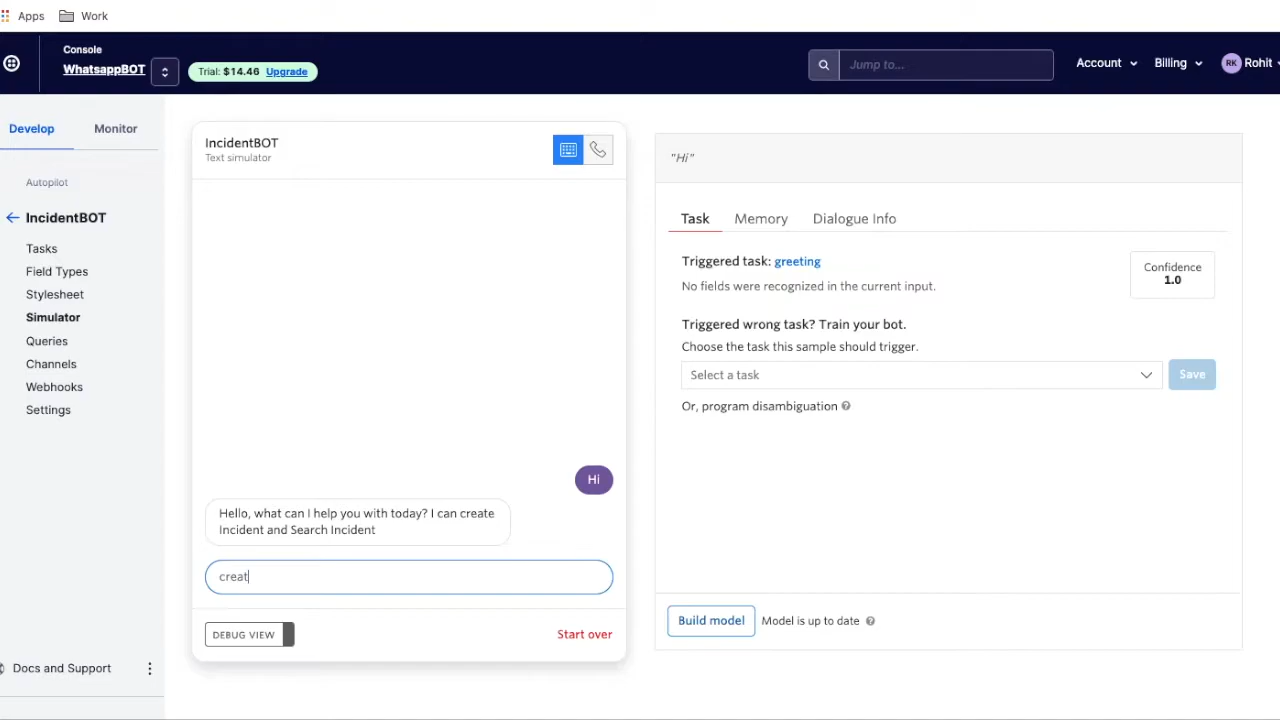 Apps
Work
Console
WhatsappBOT
Trial: $14.46 Upgrade
Jump to...
Account
Billing
RK Rohit
Develop
Monitor
Autopilot
IncidentBOT
Tasks
Field Types
Stylesheet
Simulator
Queries
Channels
Webhooks
Settings
Docs and Support
IncidentBOT
Text simulator
Hi
Hello, what can I help you with today? I can create
Incident and Search Incident
creat
DEBUG VIEW
Start over
"Hi"
Task
Memory
Dialogue Info
Triggered task: greeting
No fields were recognized in the current input.
Confidence
1.0
Triggered wrong task? Train your bot.
Choose the task this sample should trigger.
Select a task
Save
Or, program disambiguation ?
Build model
Model is up to date ?